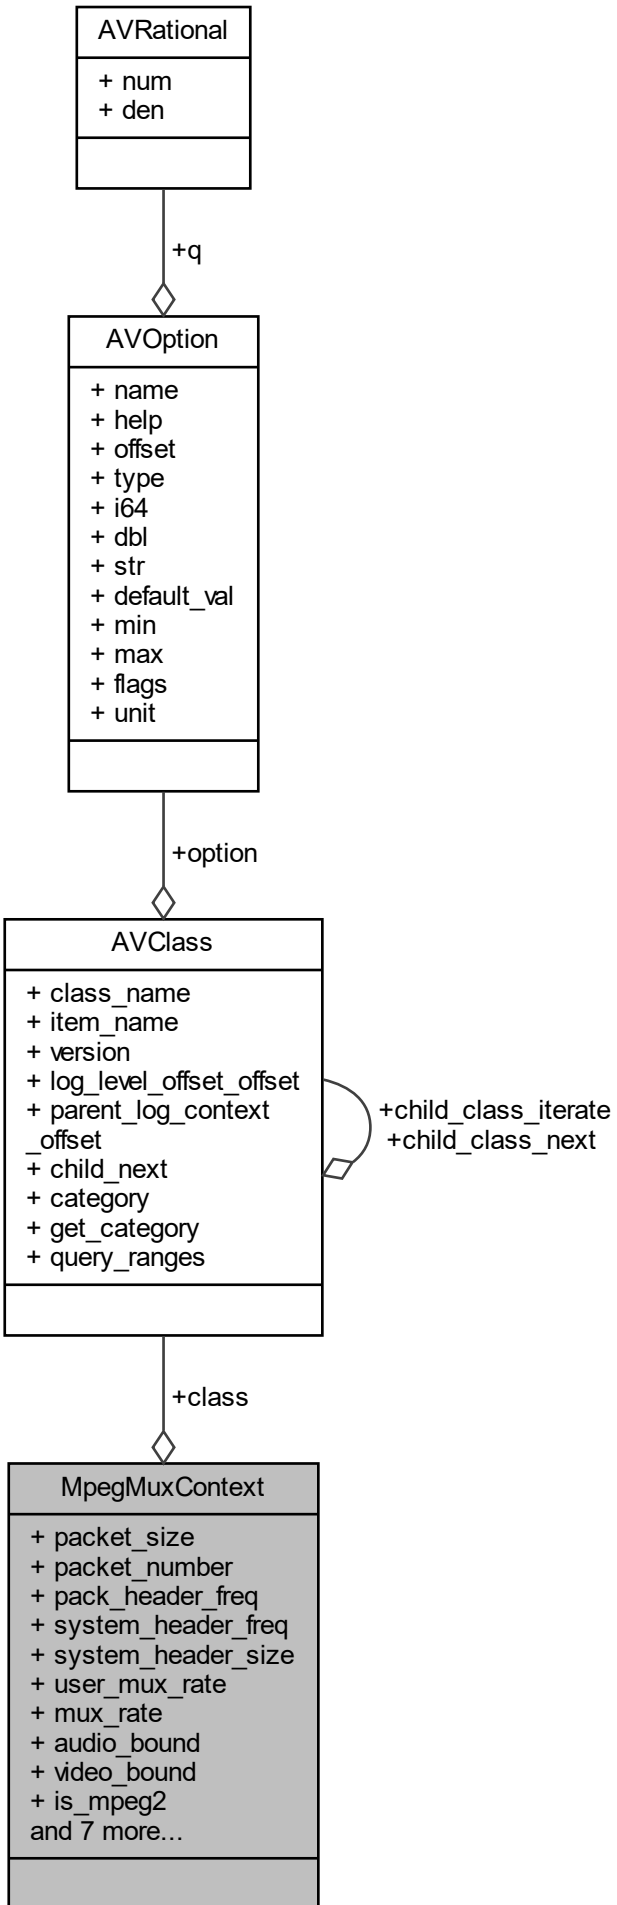 AVRational
+ num
+ den
+q
AVOption
+ name
+ help
+ offset
+ type
+ i64
+ dbl
+ str
+ default_val
+ min
+ max
+ flags
+ unit
+option
AVClass
+ class_name
+ item_name
+ version
+ log_level_offset_offset
+ parent_log_context
_offset
+ child_next
+ category
+ get_category
+ query_ranges
+child_class_iterate
+child_class_next
+class
MpegMuxContext
+ packet_size
+ packet_number
+ pack_header_freq
+ system_header_freq
+ system_header_size
+ user_mux_rate
+ mux_rate
+ audio_bound
+ video_bound
+ is_mpeg2
and 7 more...